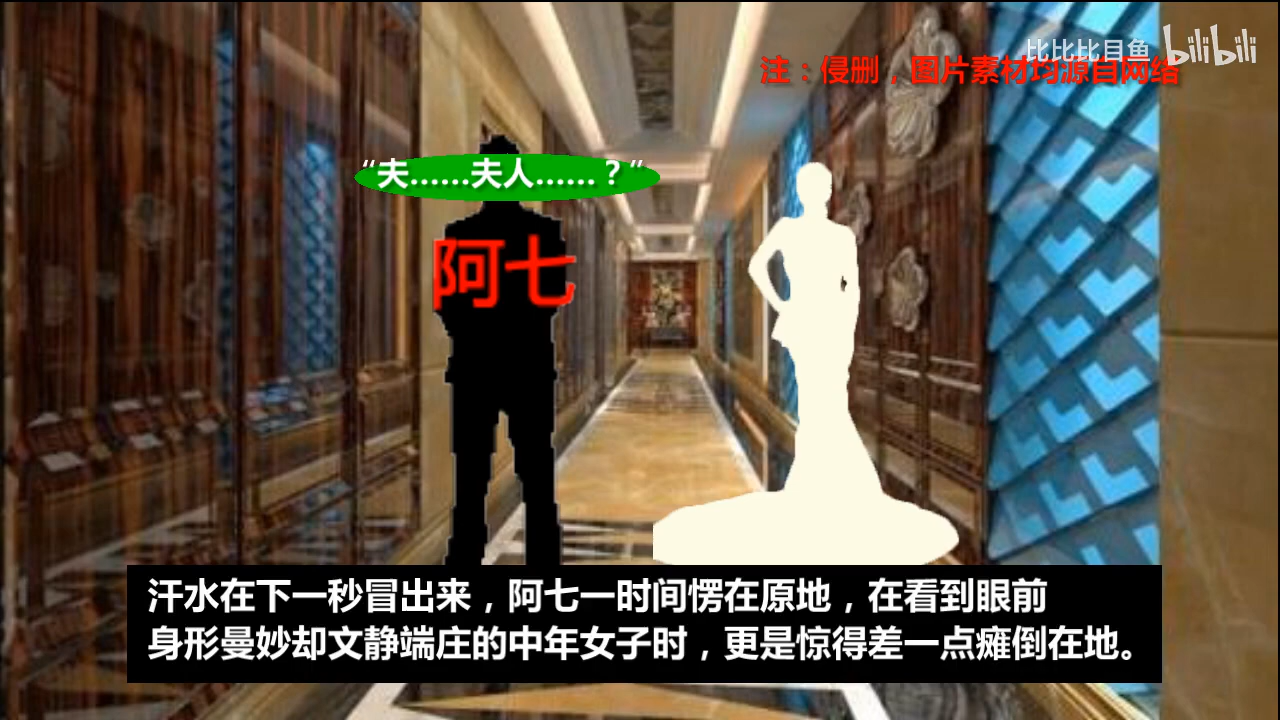 比比比目鱼 bilibili
注：侵删，图片素材均源自网络
“夫……夫人……？”
阿七
汗水在下一秒冒出来，阿七一时间愣在原地，在看到眼前
身形曼妙却文静端庄的中年女子时，更是惊得差一点瘫倒在地。